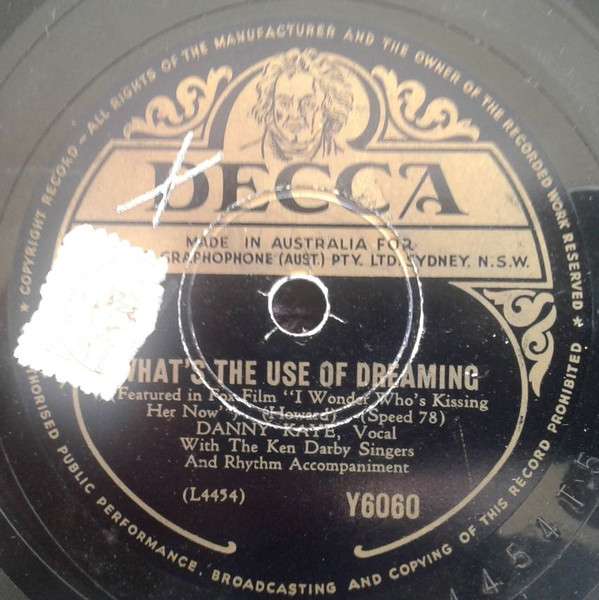 * COPYRIGHT RECORD — ALL RIGHTS OF THE MANUFACTURER AND THE OWNER OF THE RECORDED WORK RESERVED *
DECCA
MADE IN AUSTRALIA FOR
GRAPHOPHONE (AUST.) PTY. LTD. SYDNEY, N.S.W.
WHAT'S THE USE OF DREAMING
Featured in Fox Film "I Wonder Who's Kissing
Her Now" (Howard) (Speed 78)
DANNY KAYE, Vocal
With The Ken Darby Singers
And Rhythm Accompaniment
(L4454) Y6060
PUBLIC PERFORMANCE, BROADCASTING AND COPYING OF THIS RECORD PROHIBITED